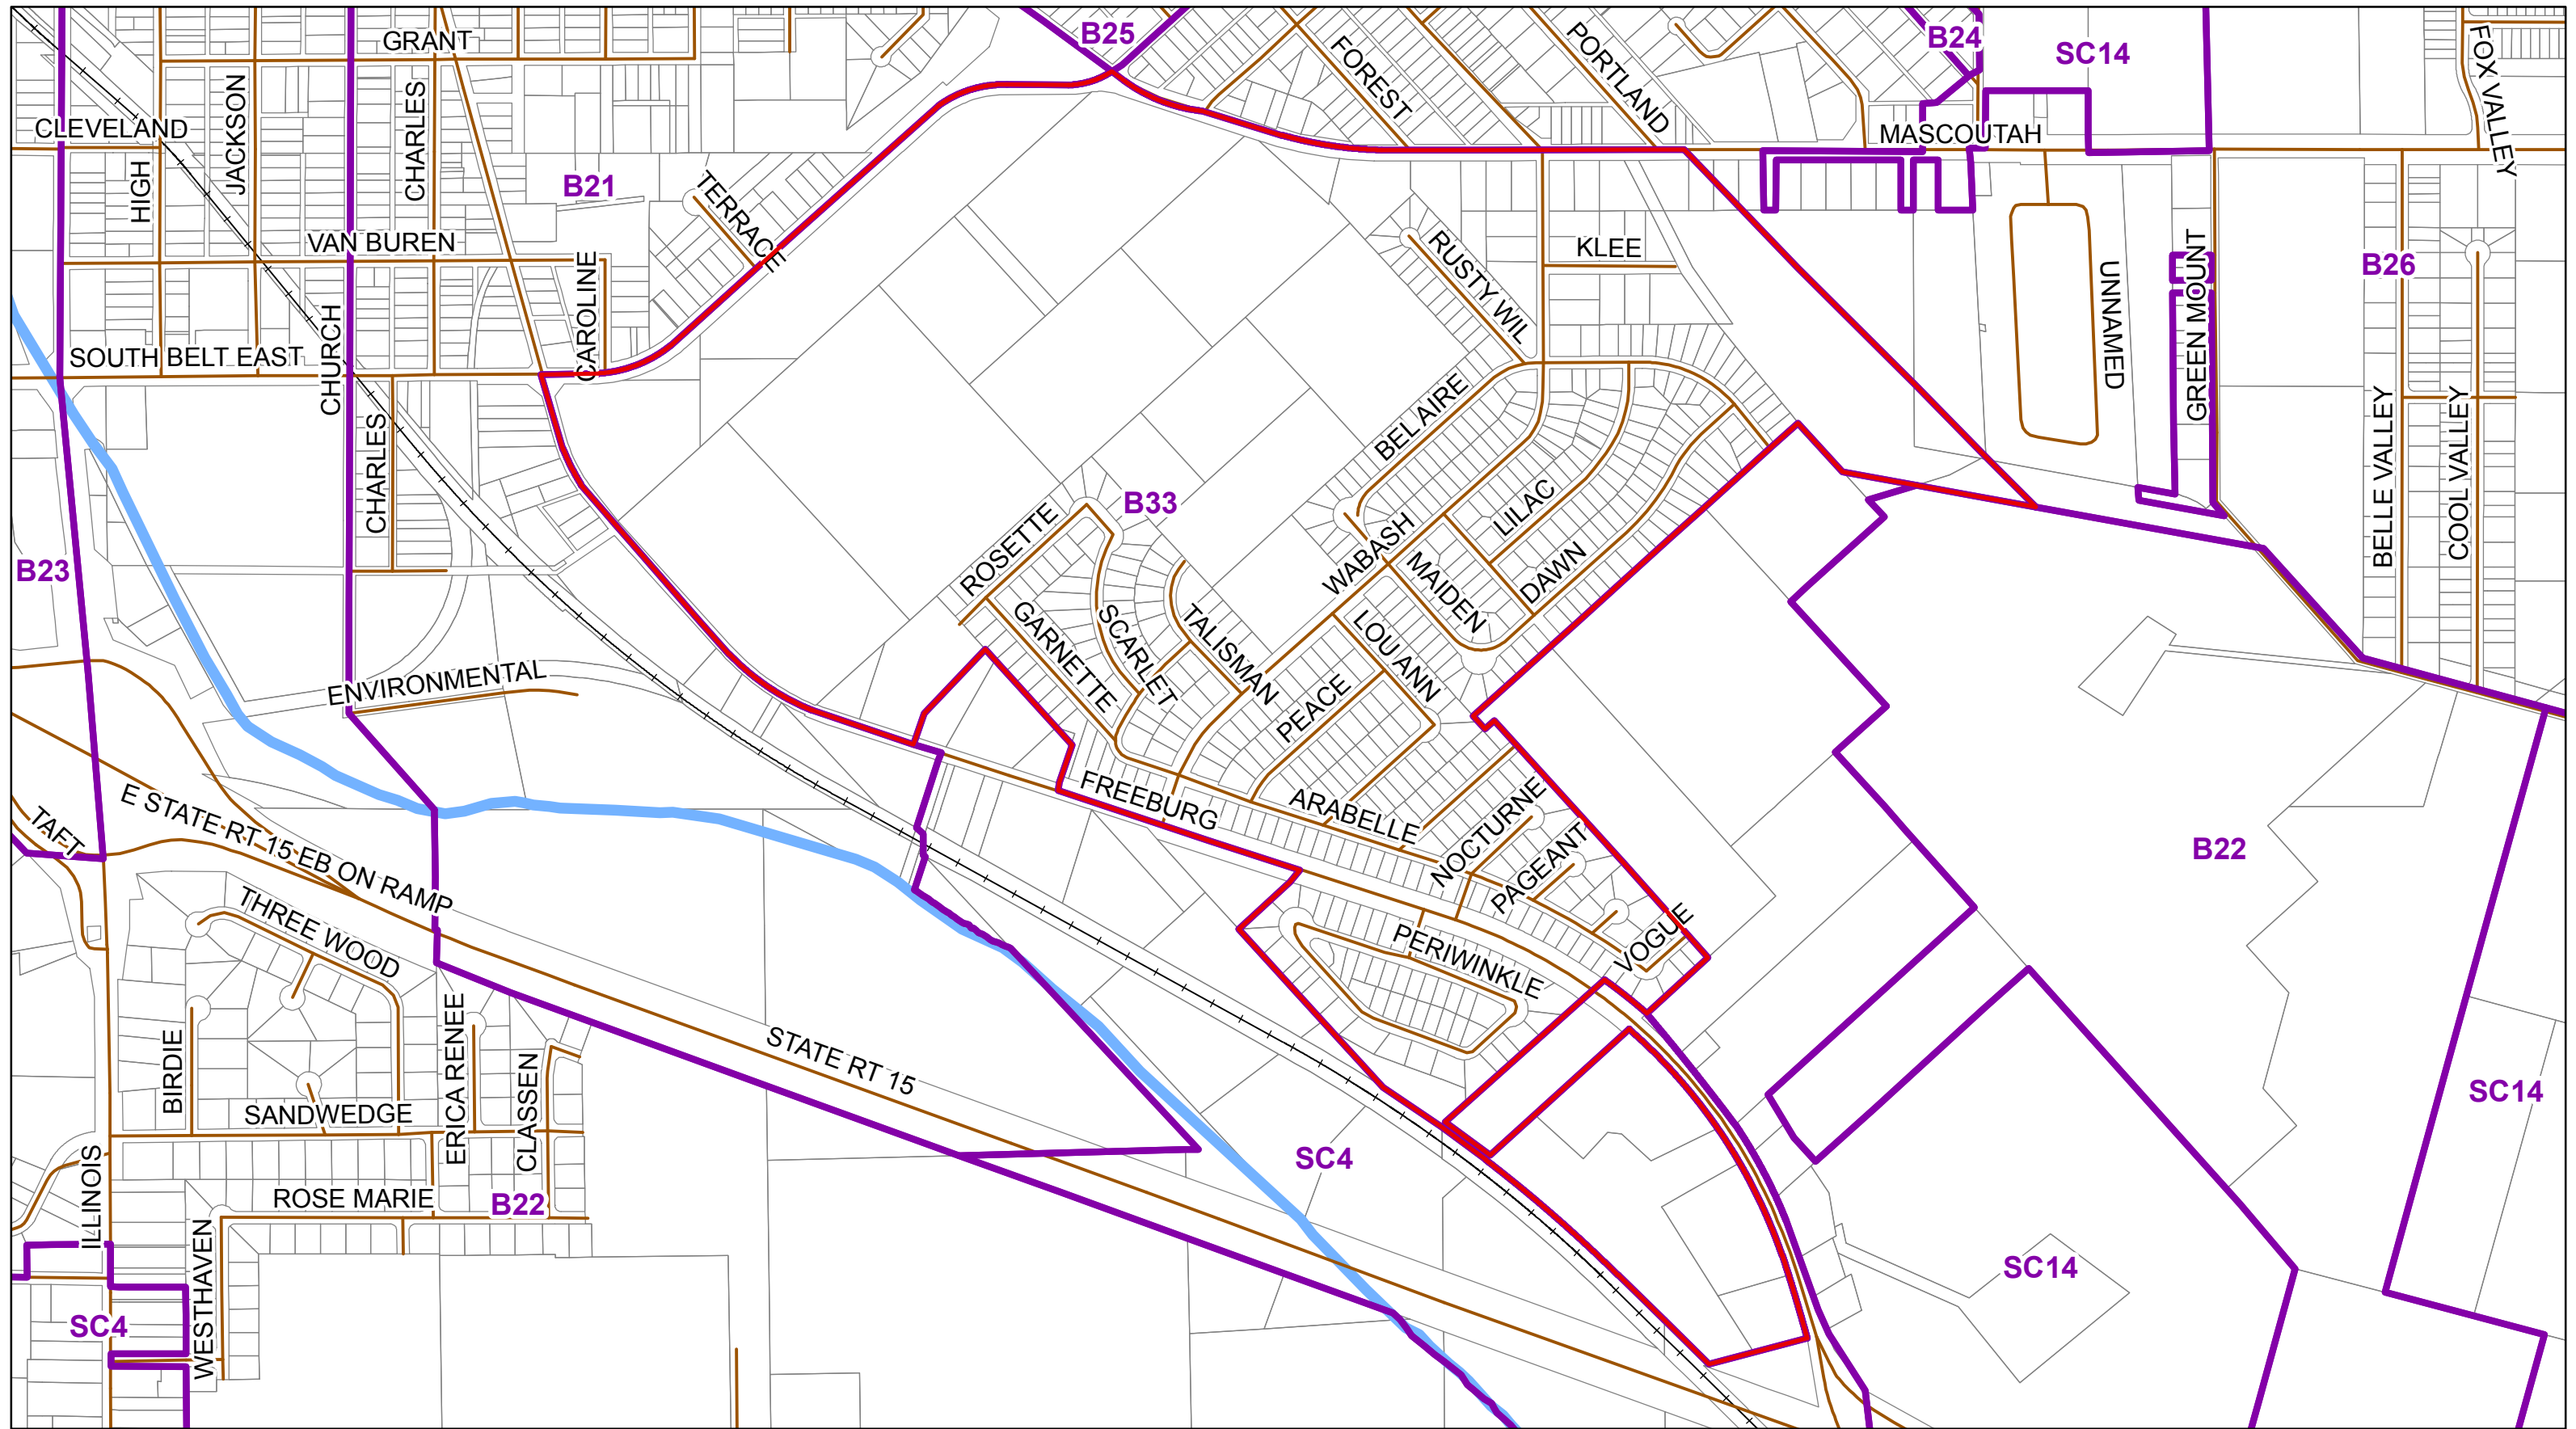 GRANT
B25
FOREST
PORTLAND
B24
SC14
FOX VALLEY
CLEVELAND
JACKSON
CHARLES
MASCOUTAH
HIGH
B21
TERRACE
VAN BUREN
KLEE
RUSTY WIL
UNNAMED
GREEN MOUNT
B26
CAROLINE
CHURCH
SOUTH BELT EAST
BEL AIRE
BELLE VALLEY
COOL VALLEY
CHARLES
B33
ROSETTE
LILAC
WABASH
B23
DAWN
MAIDEN
GARNETTE
SCARLET
TALISMAN
LOU ANN
ENVIRONMENTAL
PEACE
FREEBURG
ARABELLE
NOCTURNE
PAGEANT
B22
TAFT
E STATE RT 15 EB ON RAMP
THREE WOOD
PERIWINKLE
VOGUE
BIRDIE
ERICA RENEE
CLASSEN
STATE RT 15
SANDWEDGE
SC14
ILLINOIS
SC4
ROSE MARIE
B22
WESTHAVEN
SC14
SC4